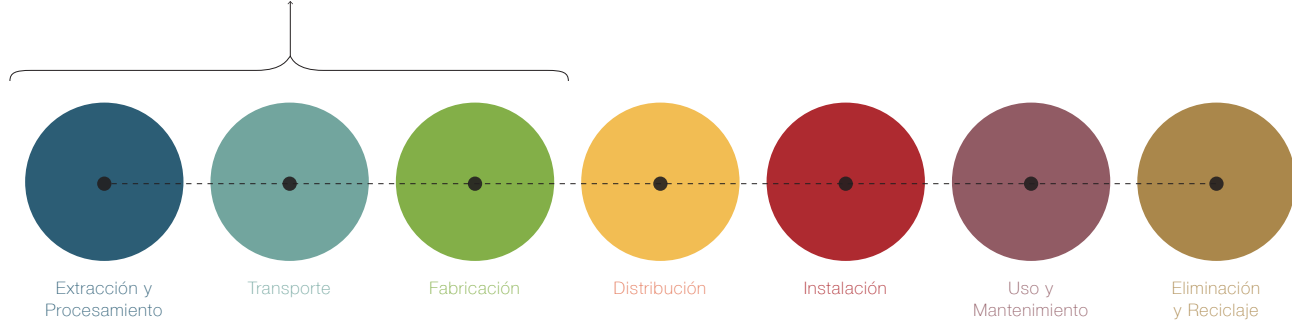 Extracción y
Procesamiento
Transporte
Fabricación
Distribución
Instalación
Uso y
Mantenimiento
Eliminación
y Reciclaje